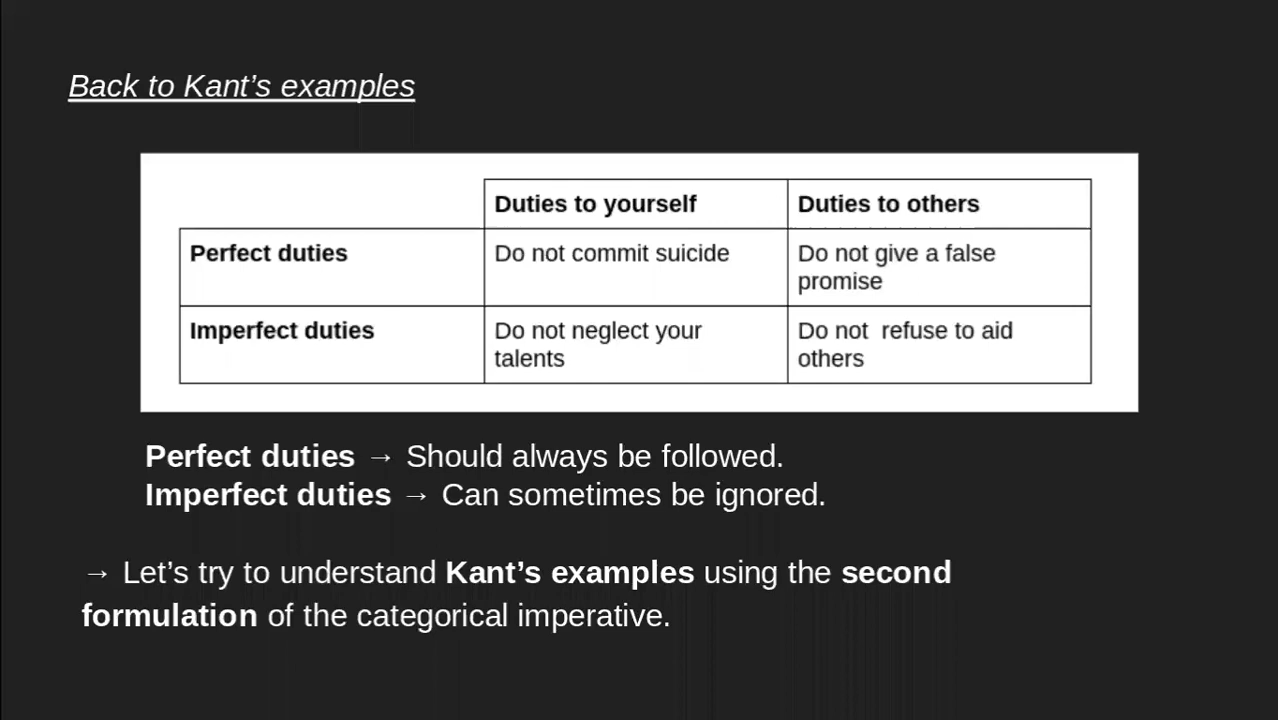 Back to Kant's examples
Duties to yourself Duties to others
Perfect duties Do not commit suicide Do not give a false
promise
Imperfect duties Do not neglect your Do not  refuse to aid
talents others
Perfect duties → Should always be followed.
Imperfect duties → Can sometimes be ignored.
→ Let's try to understand Kant's examples using the second
formulation of the categorical imperative.